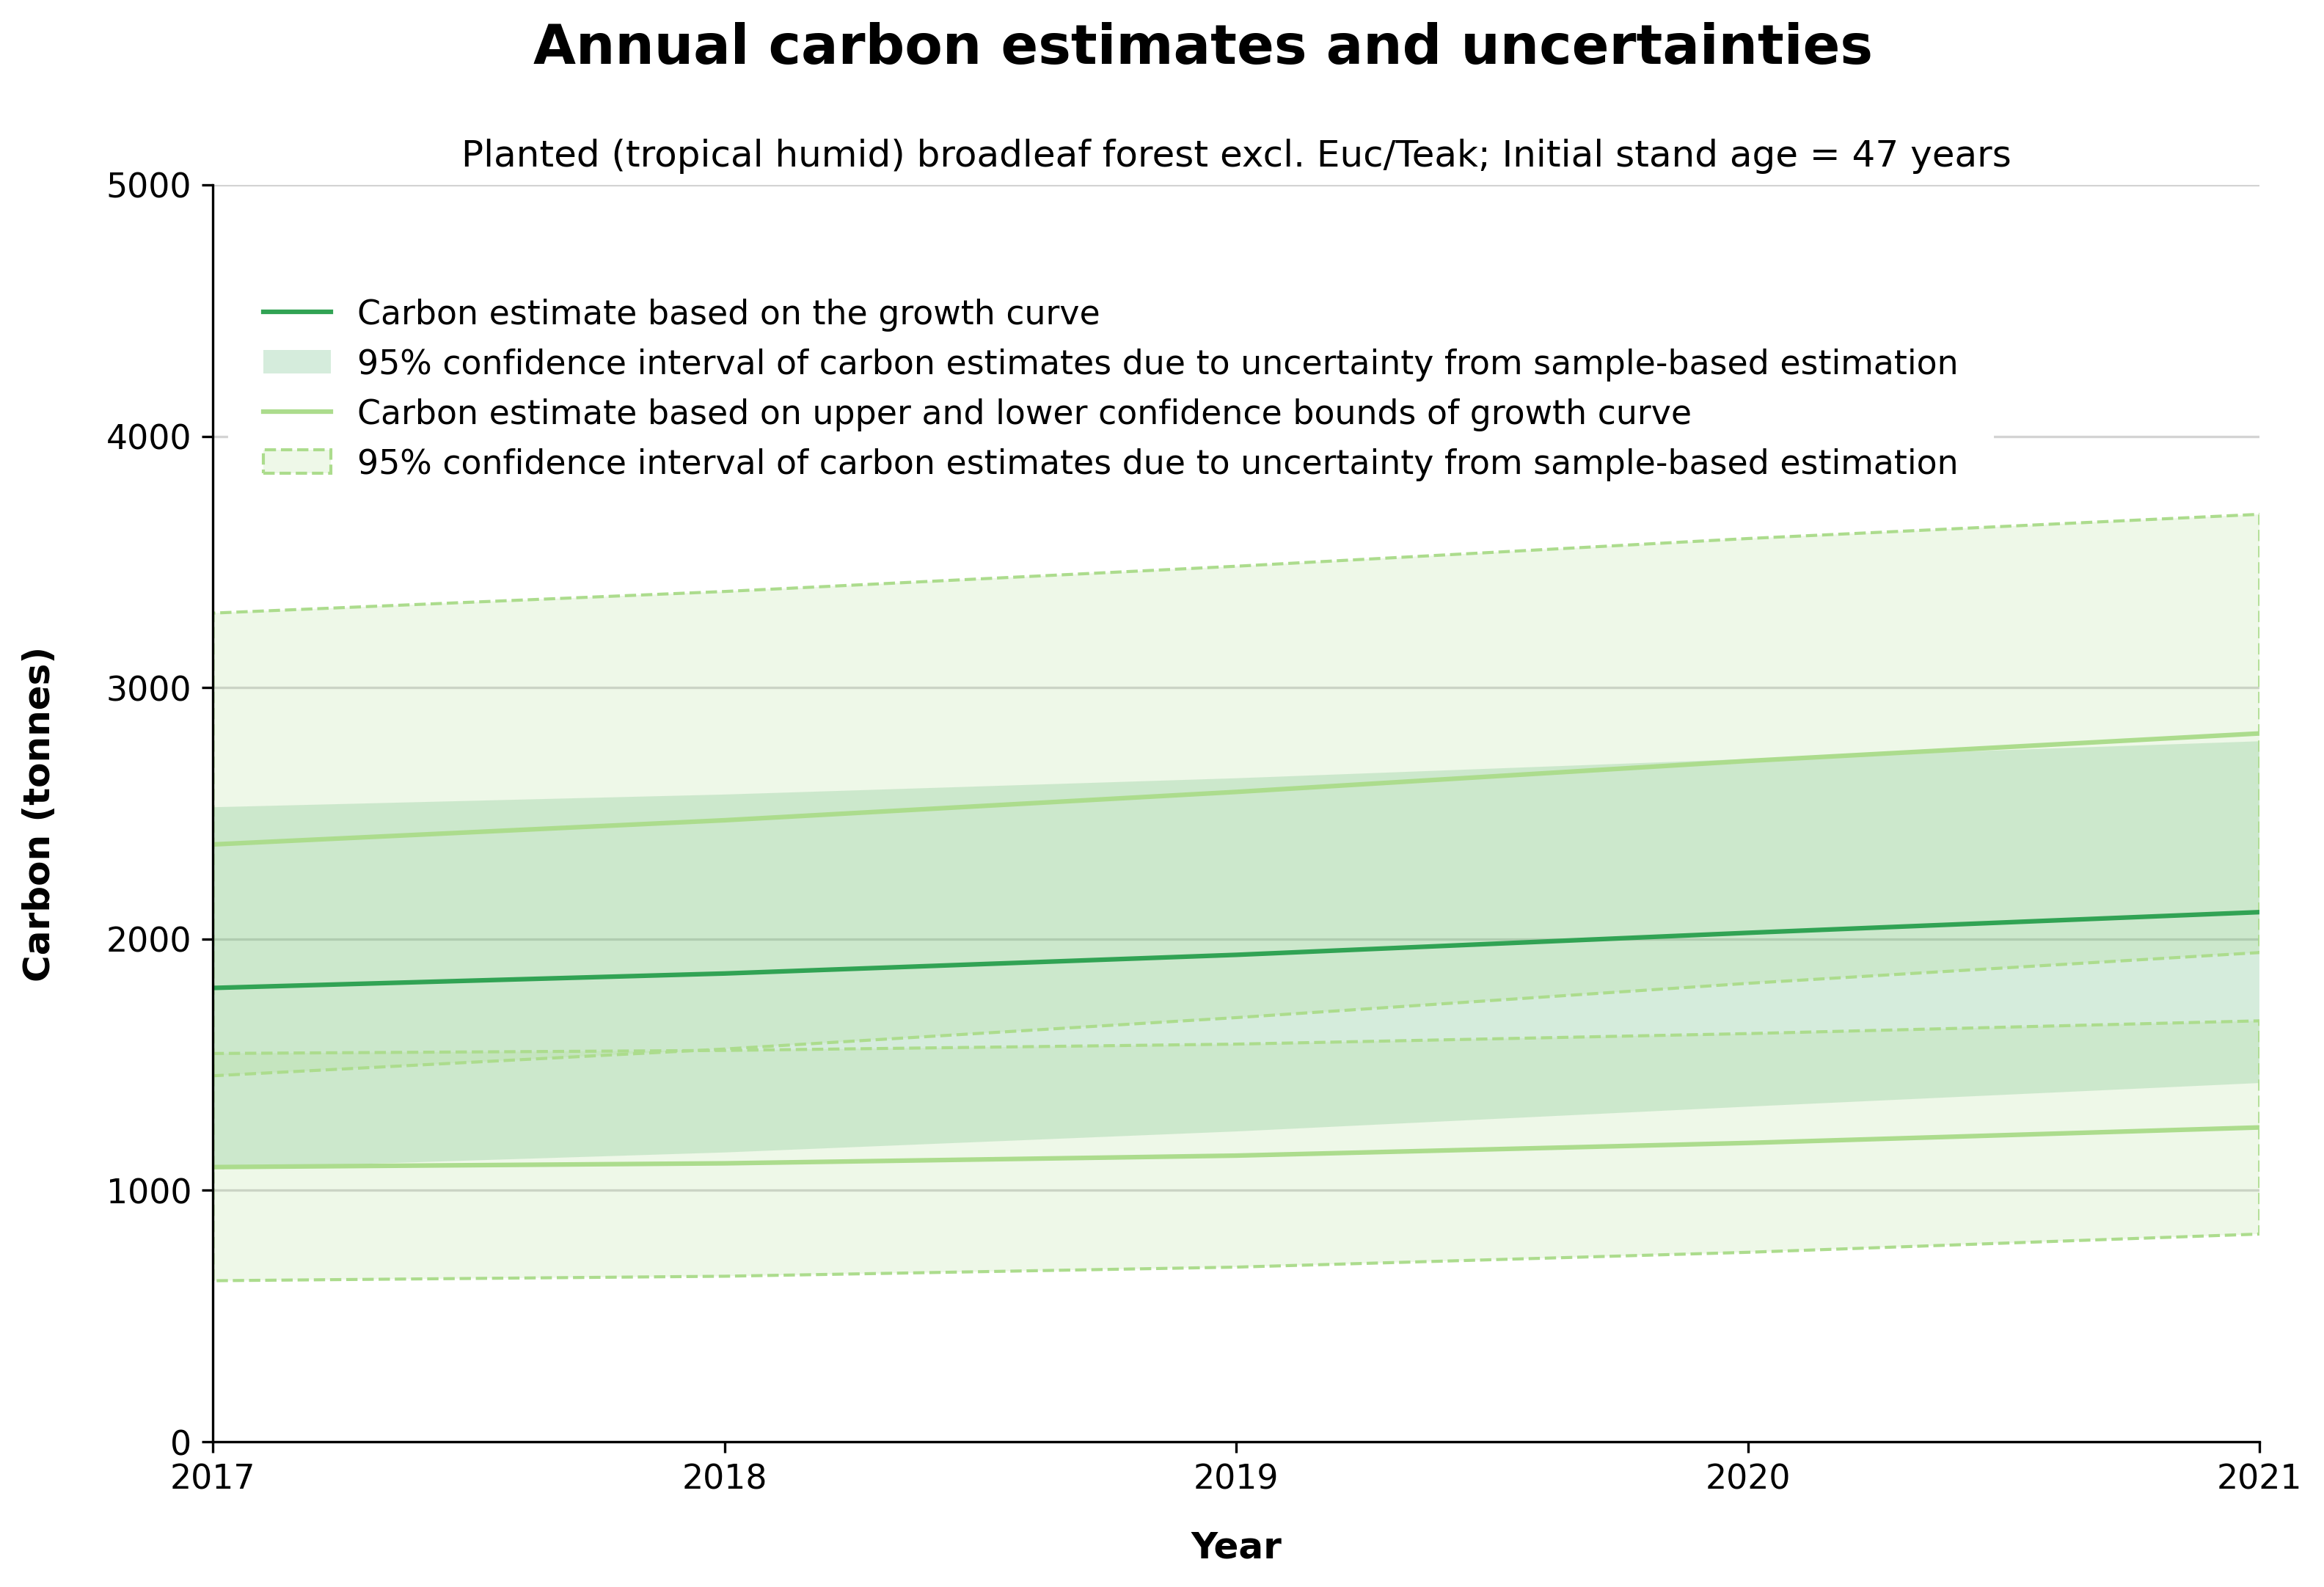 Annual carbon estimates and uncertainties
Planted (tropical humid) broadleaf forest excl. Euc/Teak; Initial stand age = 47 years
5000
Carbon estimate based on the growth curve
95% confidence interval of carbon estimates due to uncertainty from sample-based estimation
Carbon estimate based on upper and lower confidence bounds of growth curve
4000
95% confidence interval of carbon estimates due to uncertainty from sample-based estimation
3000
Carbon (tonnes)
2000
1000
0
2017 2018 2019 2020 2021
Year